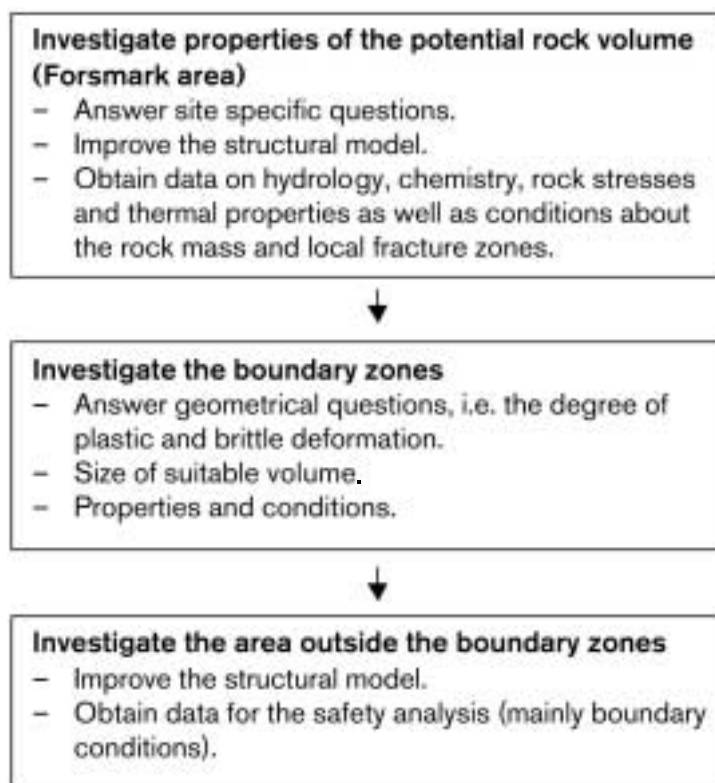 Investigate properties of the potential rock volume
(Forsmark area)
– Answer site specific questions.
– Improve the structural model.
– Obtain data on hydrology, chemistry, rock stresses
and thermal properties as well as conditions about
the rock mass and local fracture zones.
Investigate the boundary zones
– Answer geometrical questions, i.e. the degree of
plastic and brittle deformation.
– Size of suitable volume.
– Properties and conditions.
Investigate the area outside the boundary zones
– Improve the structural model.
– Obtain data for the safety analysis (mainly boundary
conditions).